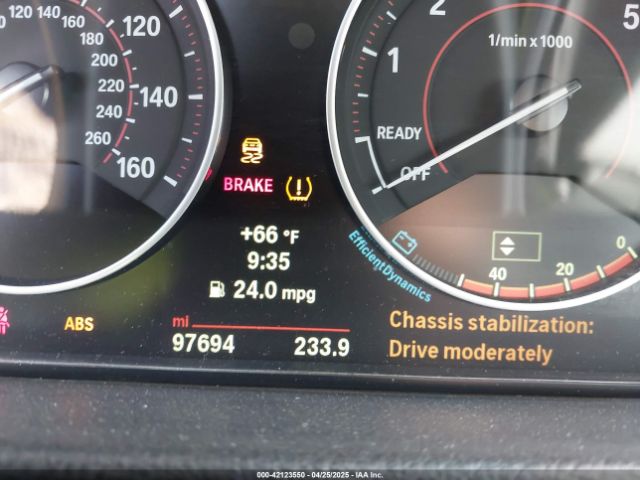 120 140 160
120
180
200
140
220
240
260
160
BRAKE
+66 °F
9:35
24.0 mpg
ABS
mi
97694 233.9
1
2
5
1/min x 1000
READY
OFF
EfficientDynamics
40 20 0
Chassis stabilization:
Drive moderately
000-42123550 - 04/25/2025 - IAA Inc.